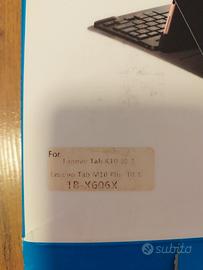 For
Lenovo Tab K10 10.3
Lenovo Tab M10 Plus 10.3
TB-X606X
subito